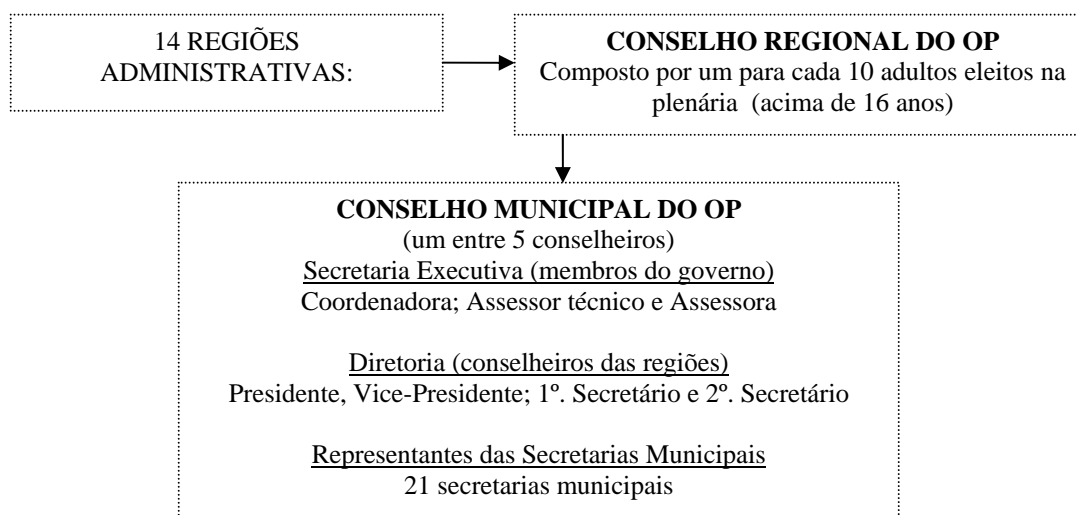 14 REGIÕES
ADMINISTRATIVAS:
CONSELHO REGIONAL DO OP
Composto por um para cada 10 adultos eleitos na
plenária (acima de 16 anos)
CONSELHO MUNICIPAL DO OP
(um entre 5 conselheiros)
Secretaria Executiva (membros do governo)
Coordenadora; Assessor técnico e Assessora
Diretoria (conselheiros das regiões)
Presidente, Vice-Presidente; 1º. Secretário e 2º. Secretário
Representantes das Secretarias Municipais
21 secretarias municipais